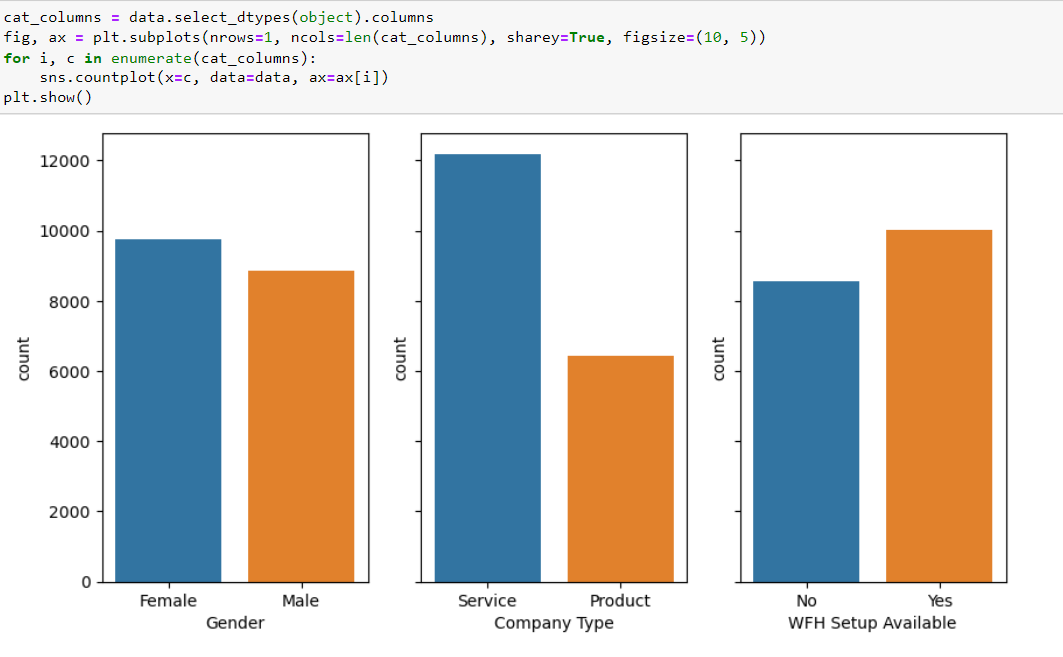 cat_columns = data.select_dtypes(object).columns
fig, ax = plt.subplots(nrows=1, ncols=len(cat_columns), sharey=True, figsize=(10, 5))
for i, c in enumerate(cat_columns):
    sns.countplot(x=c, data=data, ax=ax[i])
plt.show()
12000
10000
8000
6000
4000
2000
0
count
Female Male
Gender
count
Service Product
Company Type
count
No Yes
WFH Setup Available